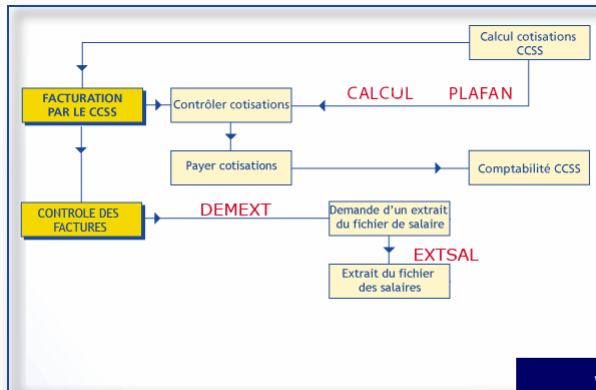 Calcul cotisations
CCSS
FACTURATION
PAR LE CCSS
Contrôler cotisations
CALCUL PLAFAN
Payer cotisations
Comptabilité CCSS
CONTROLE DES
FACTURES
DEMEXT
Demande d'un extrait
du fichier de salaire
EXTSAL
Extrait du fichier
des salaires